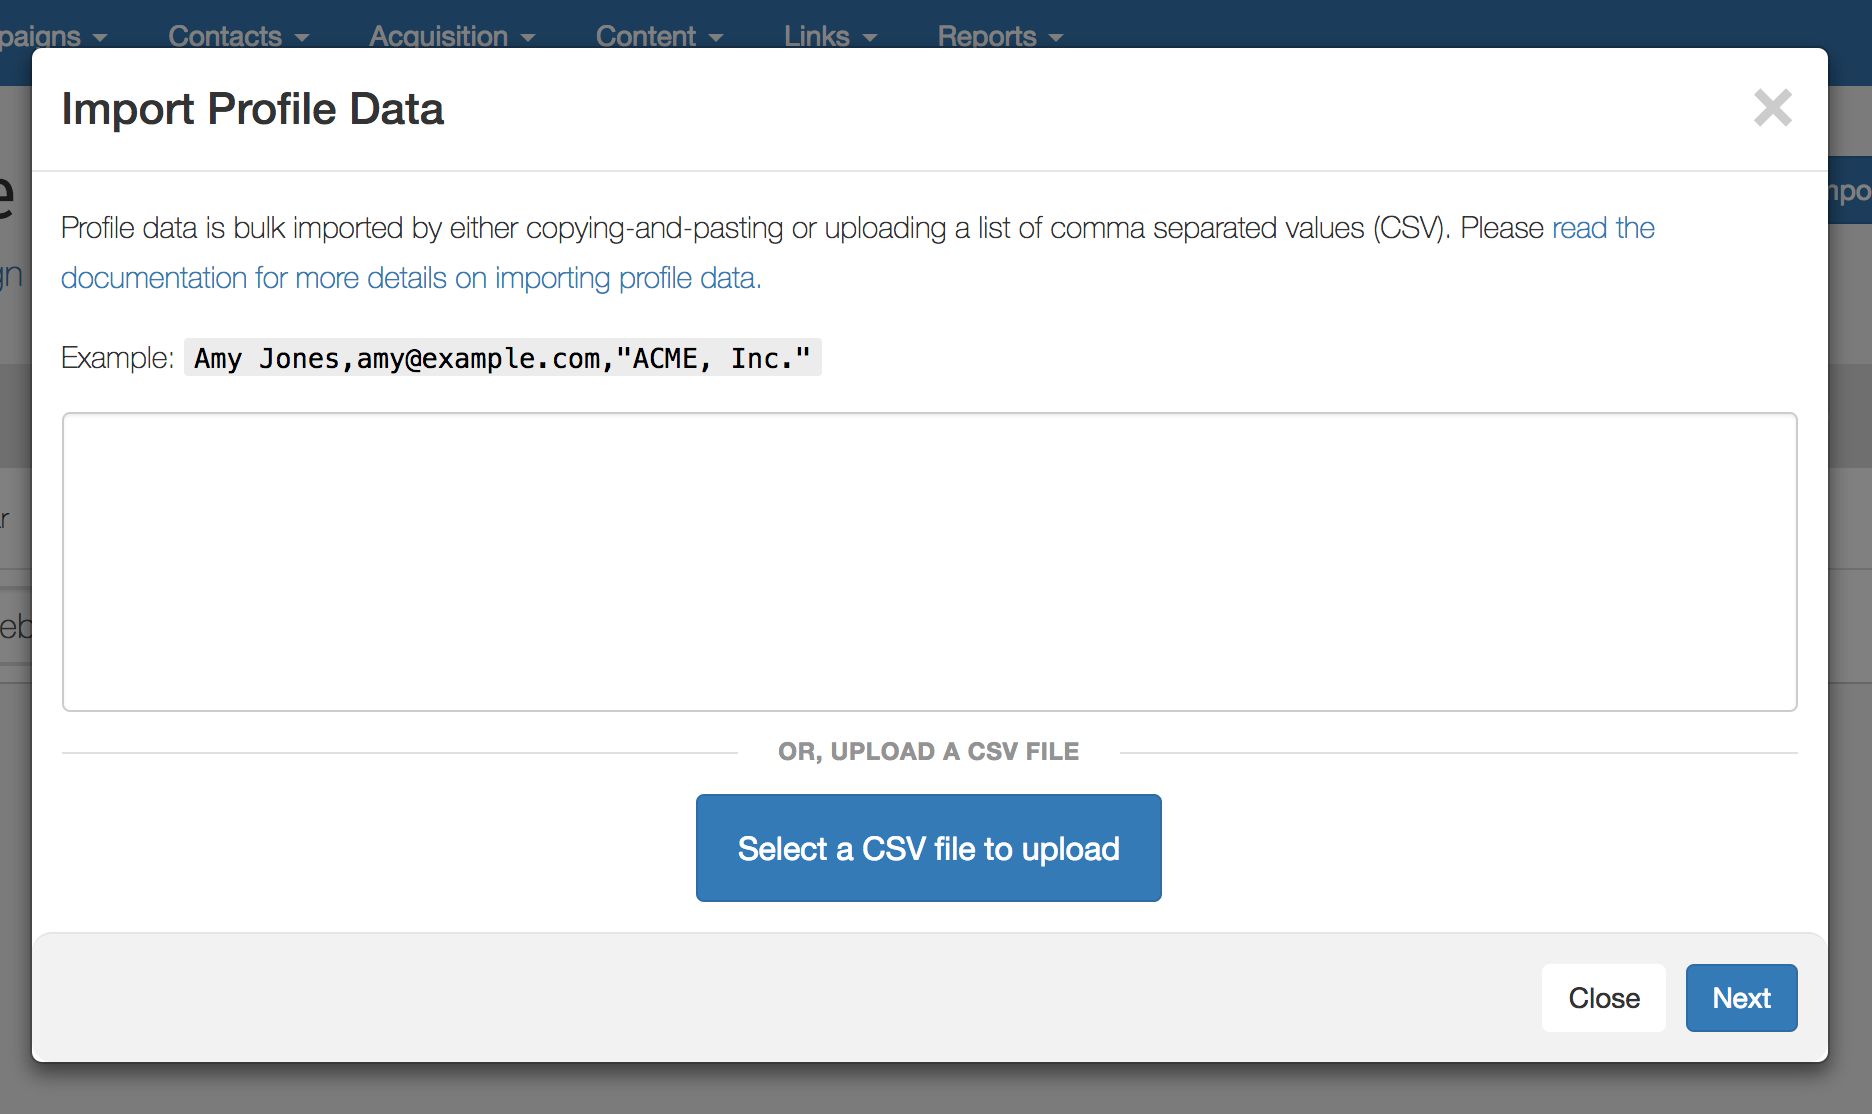 paigns Contacts Acquisition Content Links Reports
Import Profile Data
Profile data is bulk imported by either copying-and-pasting or uploading a list of comma separated values (CSV). Please read the
documentation for more details on importing profile data.
Example: Amy Jones,amy@example.com,"ACME, Inc."
OR, UPLOAD A CSV FILE
Select a CSV file to upload
Close Next